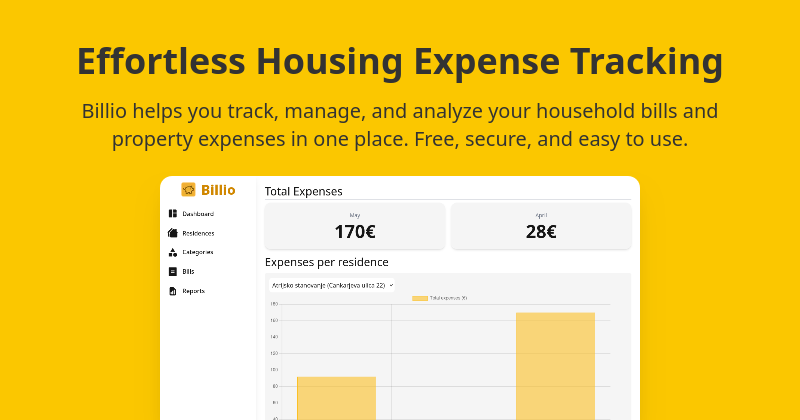 Effortless Housing Expense Tracking
Billio helps you track, manage, and analyze your household bills and
property expenses in one place. Free, secure, and easy to use.
Billio
Dashboard
Residences
Categories
Bills
Reports
Total Expenses
May
170€
April
28€
Expenses per residence
Atrijsko stanovanje (Cankarjeva ulica 22)
Total expenses (€)
180
160
140
120
100
80
60
40